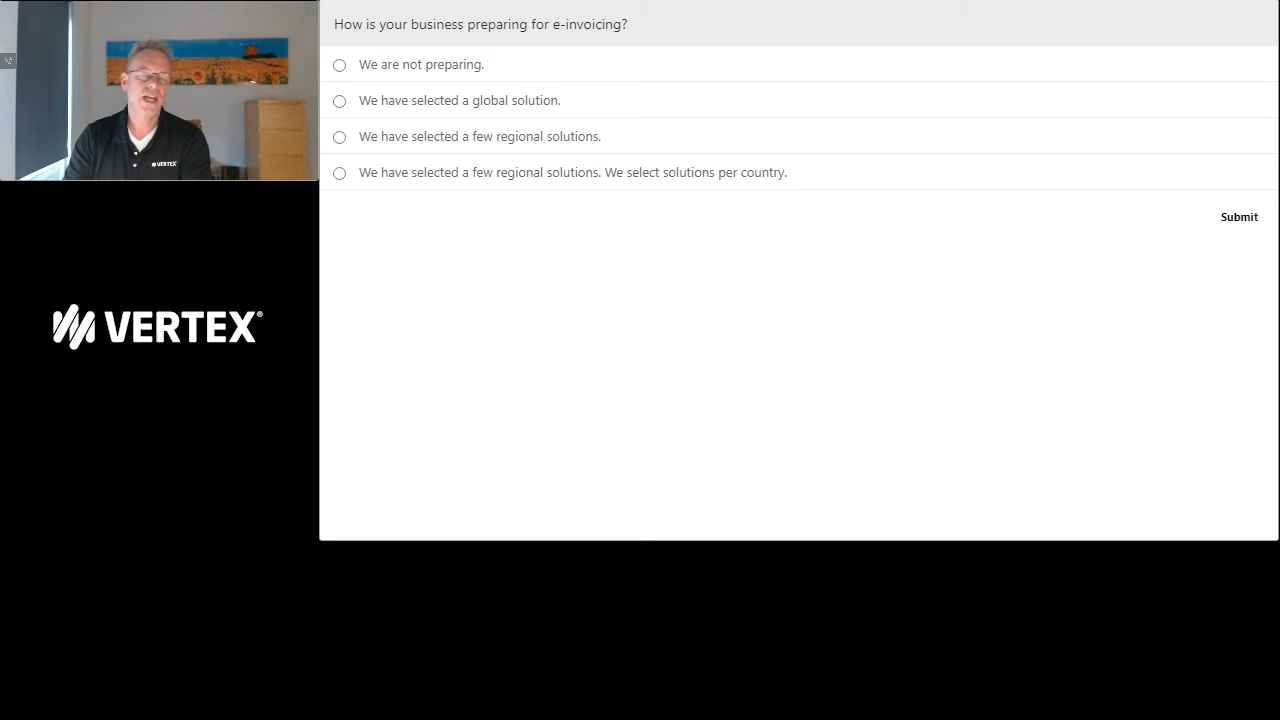 How is your business preparing for e-invoicing?
We are not preparing.
We have selected a global solution.
We have selected a few regional solutions.
We have selected a few regional solutions. We select solutions per country.
Submit
VERTEX
VERTEX®